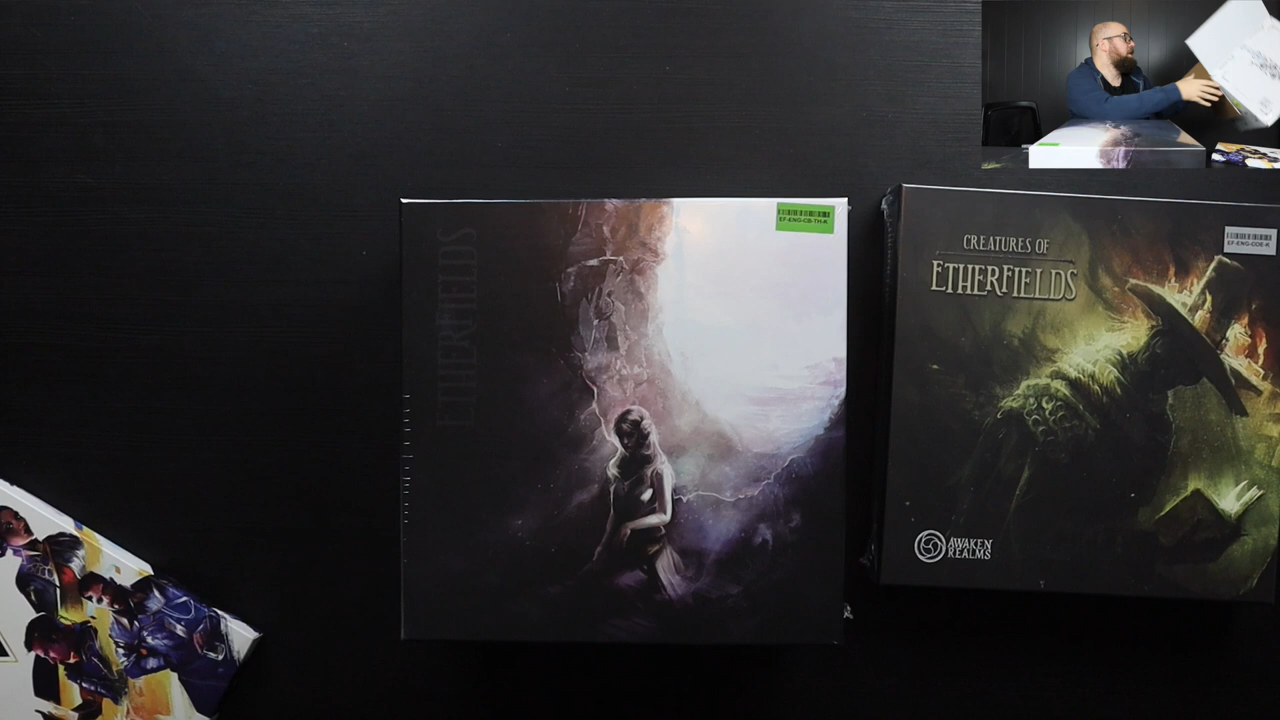 ETHERFIELDS
EF-ENG-CB-TH-K
CREATURES OF
ETHERFIELDS
EF-ENG-COE-K
AWAKEN
REALMS